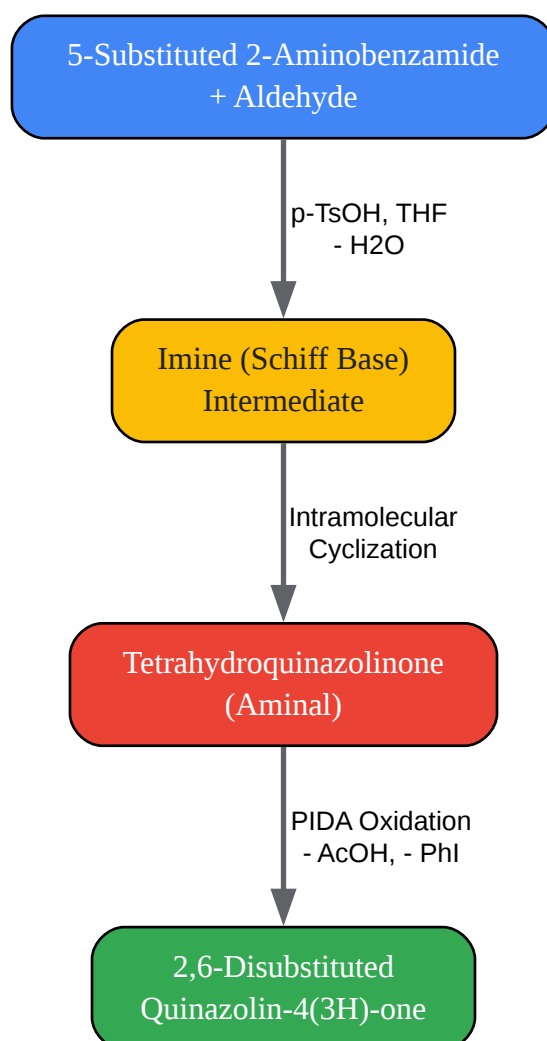 5-Substituted 2-Aminobenzamide
+ Aldehyde
p-TsOH, THF
- H2O
Imine (Schiff Base)
Intermediate
Intramolecular
Cyclization
Tetrahydroquinazolinone
(Aminal)
PIDA Oxidation
- AcOH, - PhI
2,6-Disubstituted
Quinazolin-4(3H)-one